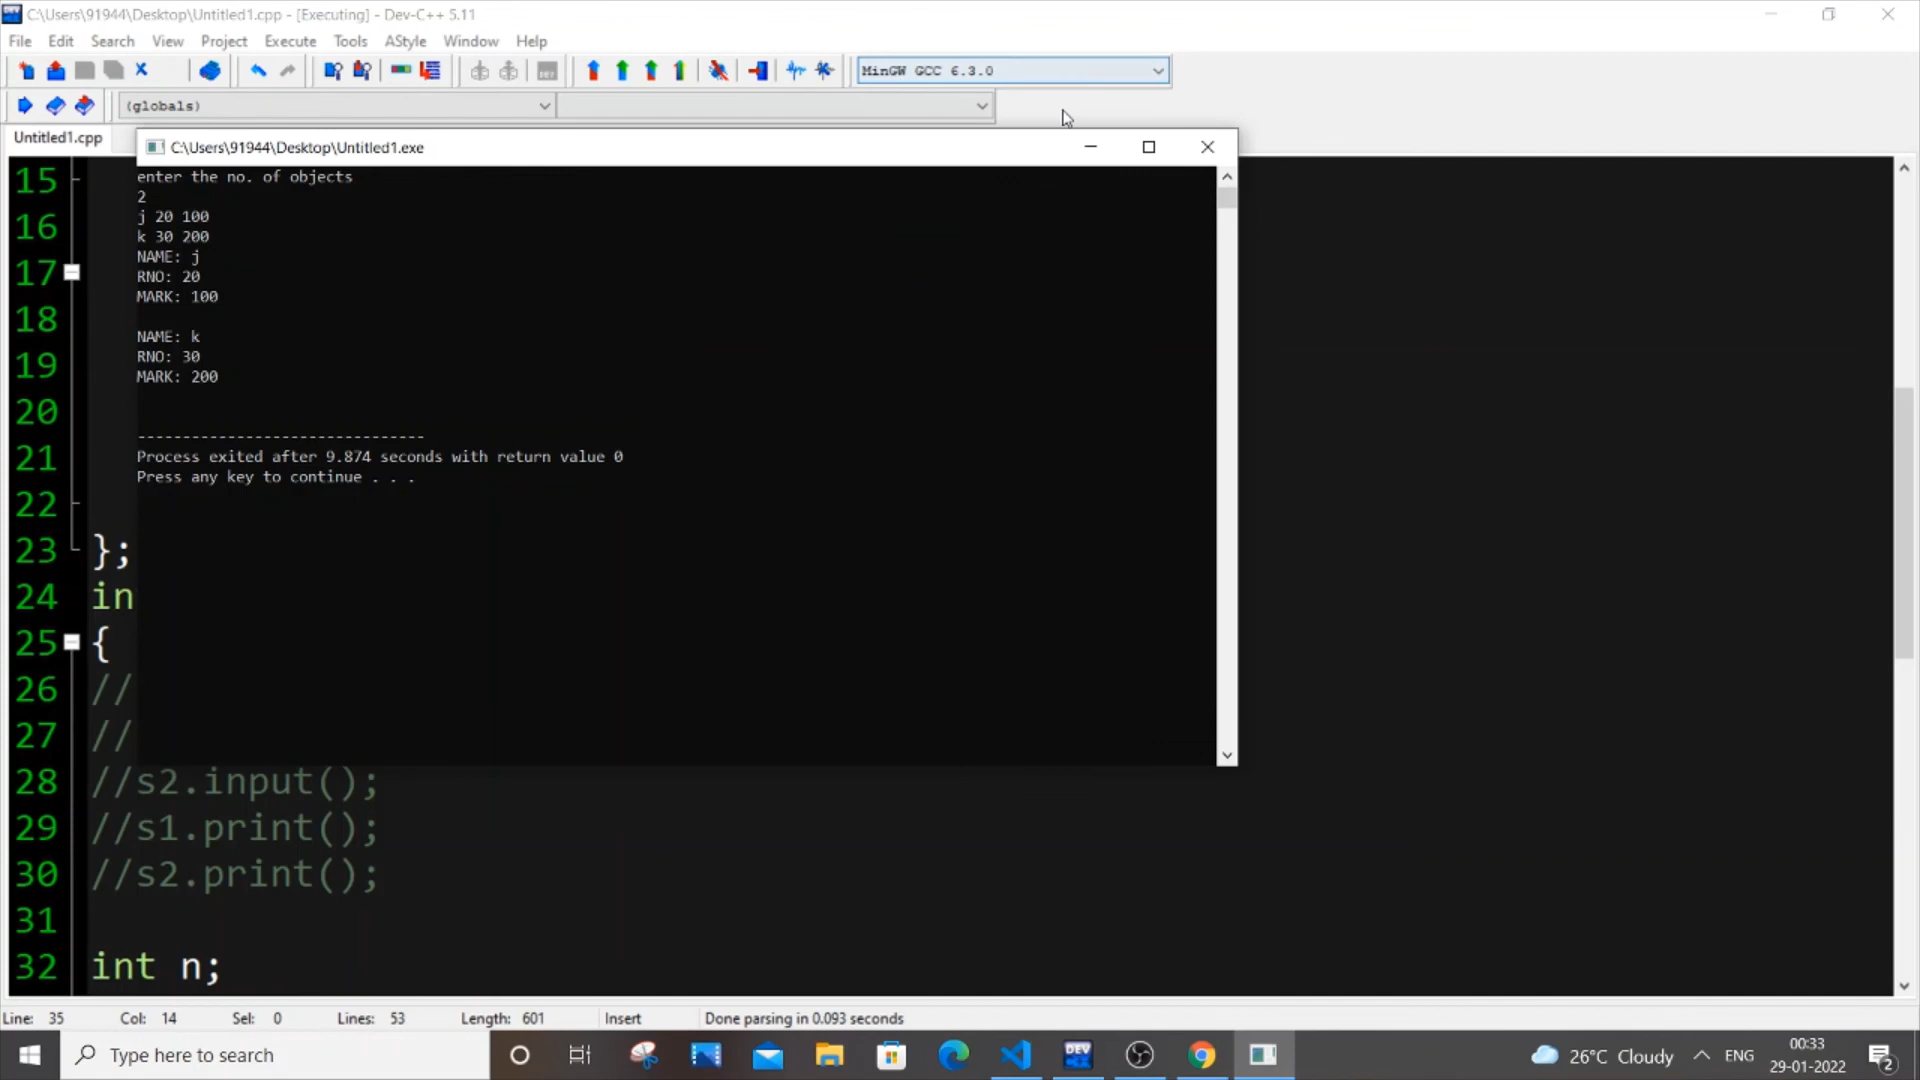 C:\Users\91944\Desktop\Untitled1.cpp - [Executing] - Dev-C++ 5.11
File Edit Search View Project Execute Tools AStyle Window Help
MinGW GCC 6.3.0
(globals)
Untitled1.cpp
C:\Users\91944\Desktop\Untitled1.exe
enter the no. of objects
2
j 20 100
k 30 200
NAME: j
RNO: 20
MARK: 100
NAME: k
RNO: 30
MARK: 200
--------------------------------
Process exited after 9.874 seconds with return value 0
Press any key to continue . . .
15
16
17
18
19
20
21
22
23 };
24 in
25 {
26 //
27 //
28 //s2.input();
29 //s1.print();
30 //s2.print();
31
32 int n;
Line: 35 Col: 14 Sel: 0 Lines: 53 Length: 601 Insert Done parsing in 0.093 seconds
Type here to search
DEV
26°C Cloudy
ENG
00:33
29-01-2022
2